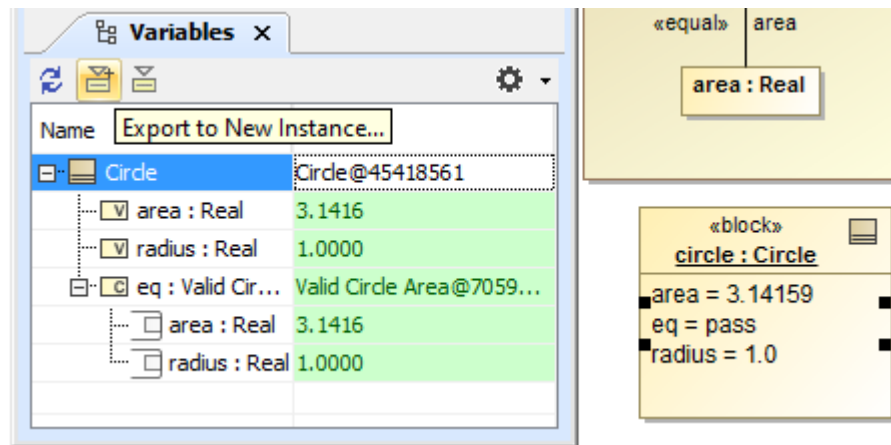 Variables
Name
Export to New Instance...
Circle Circle@45418561
V area : Real 3.1416
V radius : Real 1.0000
C eq : Valid Cir... Valid Circle Area@7059...
area : Real 3.1416
radius : Real 1.0000
«equal» area
area : Real
«block»
circle : Circle
area = 3.14159
eq = pass
radius = 1.0